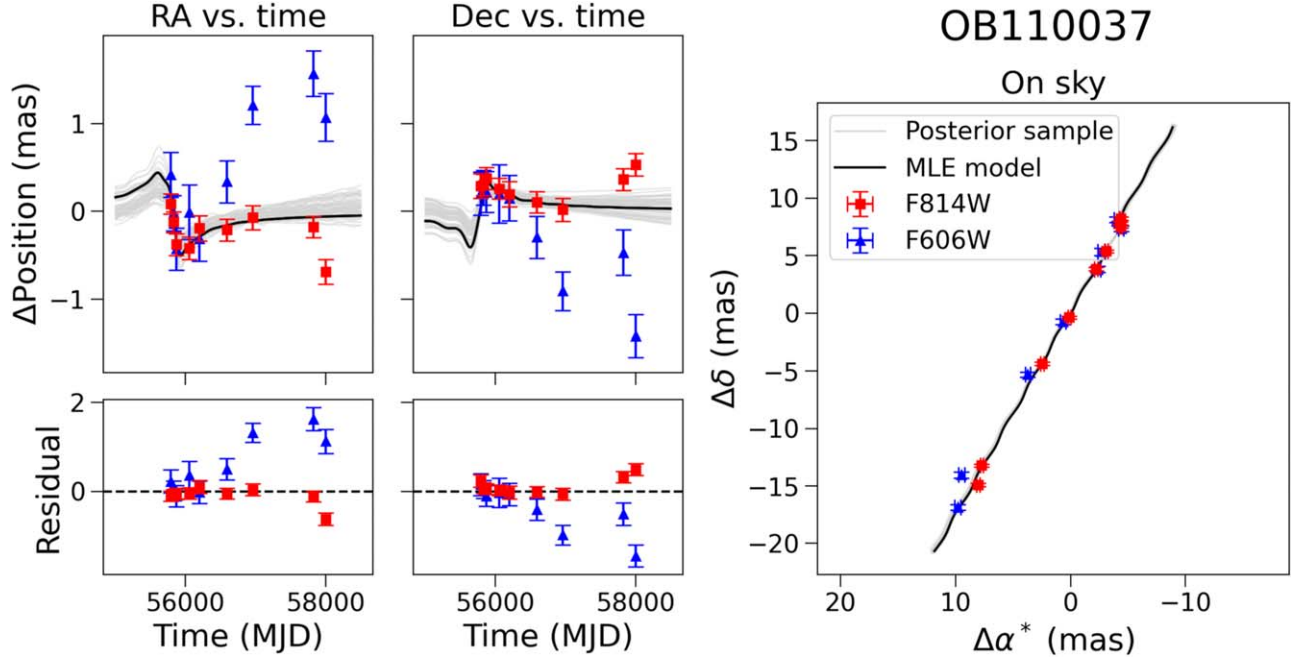 RA vs. time
Dec vs. time
OB110037
On sky
ΔPosition (mas)
1
0
−1
Residual
2
0
56000
58000
Time (MJD)
56000
58000
Time (MJD)
Posterior sample
MLE model
F814W
F606W
Δδ (mas)
15
10
5
0
−5
−10
−15
−20
20
10
0
−10
Δα* (mas)